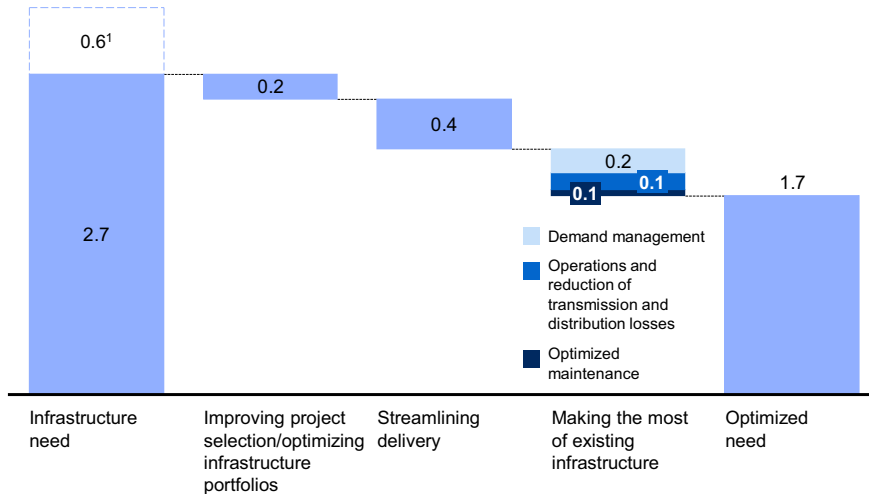 0.6¹
2.7
0.2
0.4
0.2
0.1
0.1
1.7
Demand management
Operations and
reduction of
transmission and
distribution losses
Optimized
maintenance
Infrastructure
need
Improving project
selection/optimizing
infrastructure
portfolios
Streamlining
delivery
Making the most
of existing
infrastructure
Optimized
need